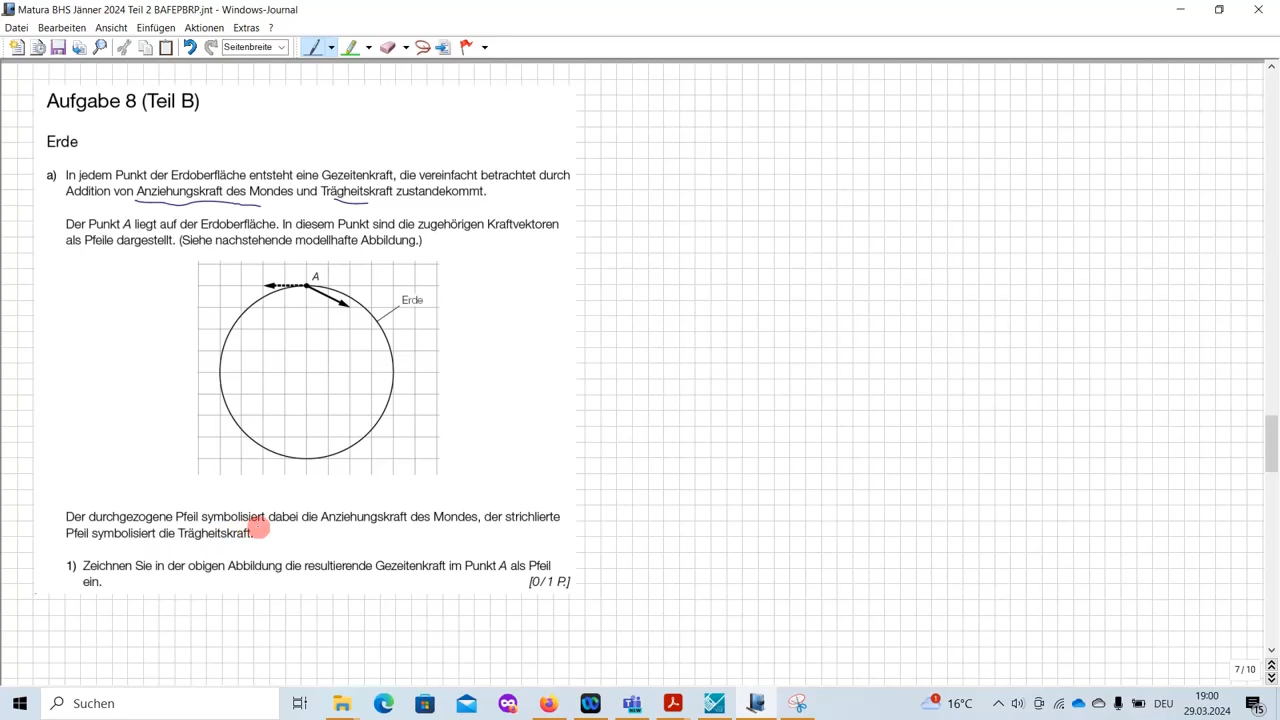 Matura BHS Jänner 2024 Teil 2 BAFEPBRP.jnt - Windows-Journal
Datei Bearbeiten Ansicht Einfügen Aktionen Extras ?
Seitenbreite
Aufgabe 8 (Teil B)
Erde
a) In jedem Punkt der Erdoberfläche entsteht eine Gezeitenkraft, die vereinfacht betrachtet durch
Addition von Anziehungskraft des Mondes und Trägheitskraft zustandekommt.
Der Punkt A liegt auf der Erdoberfläche. In diesem Punkt sind die zugehörigen Kraftvektoren
als Pfeile dargestellt. (Siehe nachstehende modellhafte Abbildung.)
A
Erde
Der durchgezogene Pfeil symbolisiert dabei die Anziehungskraft des Mondes, der strichlierte
Pfeil symbolisiert die Trägheitskraft.
1) Zeichnen Sie in der obigen Abbildung die resultierende Gezeitenkraft im Punkt A als Pfeil
ein. [0/1 P.]
7 / 10
Suchen
NEW
1
16°C
DEU
19:00
29.03.2024
15